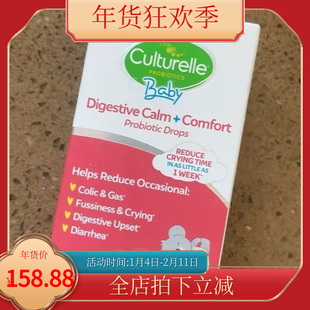 年货狂欢季
Culturelle
PROBIOTICS
Baby
Digestive Calm + Comfort
Probiotic Drops
REDUCE
CRYING TIME
IN AS LITTLE AS
1 WEEK*
Helps Reduce Occasional:
Colic & Gas*
Fussiness & Crying*
Digestive Upset*
Diarrhea*
年货价
158.88
活动时间:1月4日-2月11日
全店拍下立减